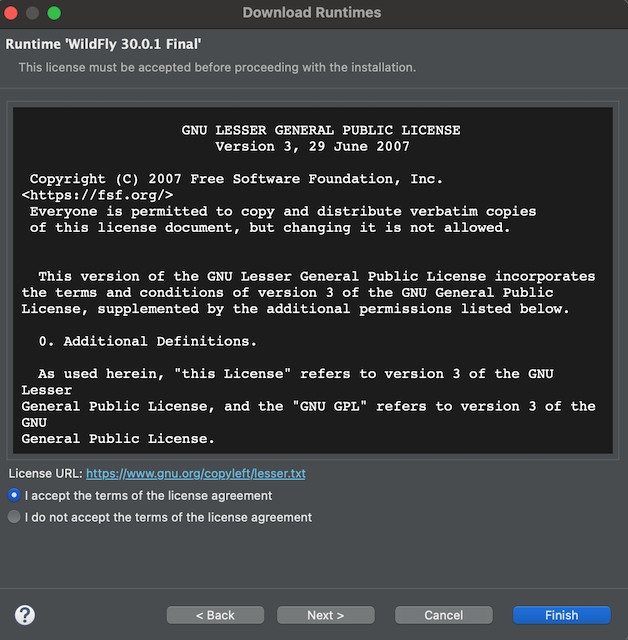 Download Runtimes
Runtime 'WildFly 30.0.1 Final'
This license must be accepted before proceeding with the installation.
GNU LESSER GENERAL PUBLIC LICENSE
Version 3, 29 June 2007
Copyright (C) 2007 Free Software Foundation, Inc.
<https://fsf.org/>
Everyone is permitted to copy and distribute verbatim copies
of this license document, but changing it is not allowed.
This version of the GNU Lesser General Public License incorporates
the terms and conditions of version 3 of the GNU General Public
License, supplemented by the additional permissions listed below.
0. Additional Definitions.
As used herein, "this License" refers to version 3 of the GNU
Lesser
General Public License, and the "GNU GPL" refers to version 3 of the
GNU
General Public License.
License URL: https://www.gnu.org/copyleft/lesser.txt
I accept the terms of the license agreement
I do not accept the terms of the license agreement
?
< Back
Next >
Cancel
Finish